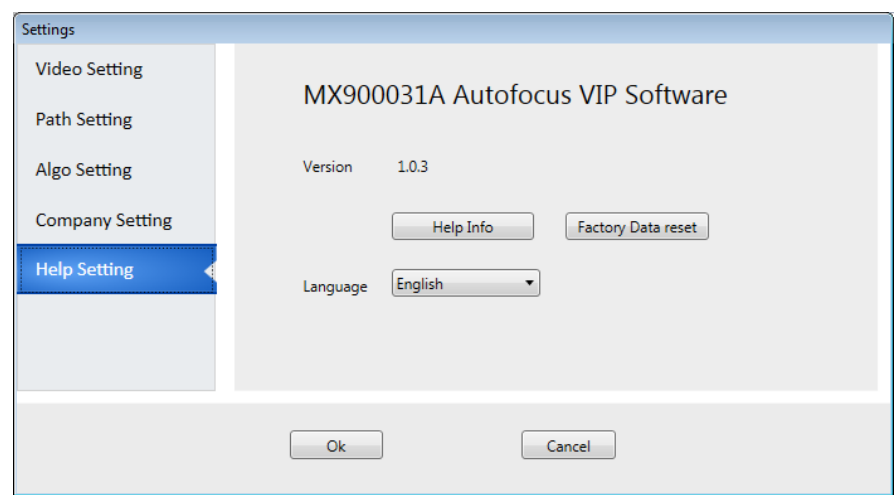 Settings
Video Setting
Path Setting
Algo Setting
Company Setting
Help Setting
MX900031A Autofocus VIP Software
Version 1.0.3
Help Info Factory Data reset
Language English
Ok Cancel